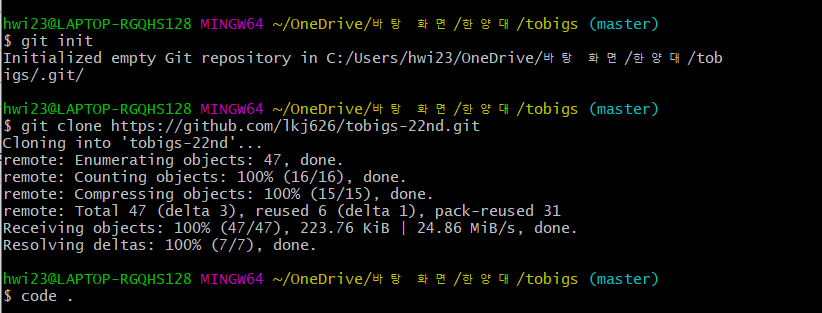 hwi23@LAPTOP-RGQHS128 MINGW64 ~/OneDrive/바탕 화면/한양대/tobigs (master)
$ git init
Initialized empty Git repository in C:/Users/hwi23/OneDrive/바탕 화면/한양대/tob
igs/.git/
hwi23@LAPTOP-RGQHS128 MINGW64 ~/OneDrive/바탕 화면/한양대/tobigs (master)
$ git clone https://github.com/lkj626/tobigs-22nd.git
Cloning into 'tobigs-22nd'...
remote: Enumerating objects: 47, done.
remote: Counting objects: 100% (16/16), done.
remote: Compressing objects: 100% (15/15), done.
remote: Total 47 (delta 3), reused 6 (delta 1), pack-reused 31
Receiving objects: 100% (47/47), 223.76 KiB | 24.86 MiB/s, done.
Resolving deltas: 100% (7/7), done.
hwi23@LAPTOP-RGQHS128 MINGW64 ~/OneDrive/바탕 화면/한양대/tobigs (master)
$ code .